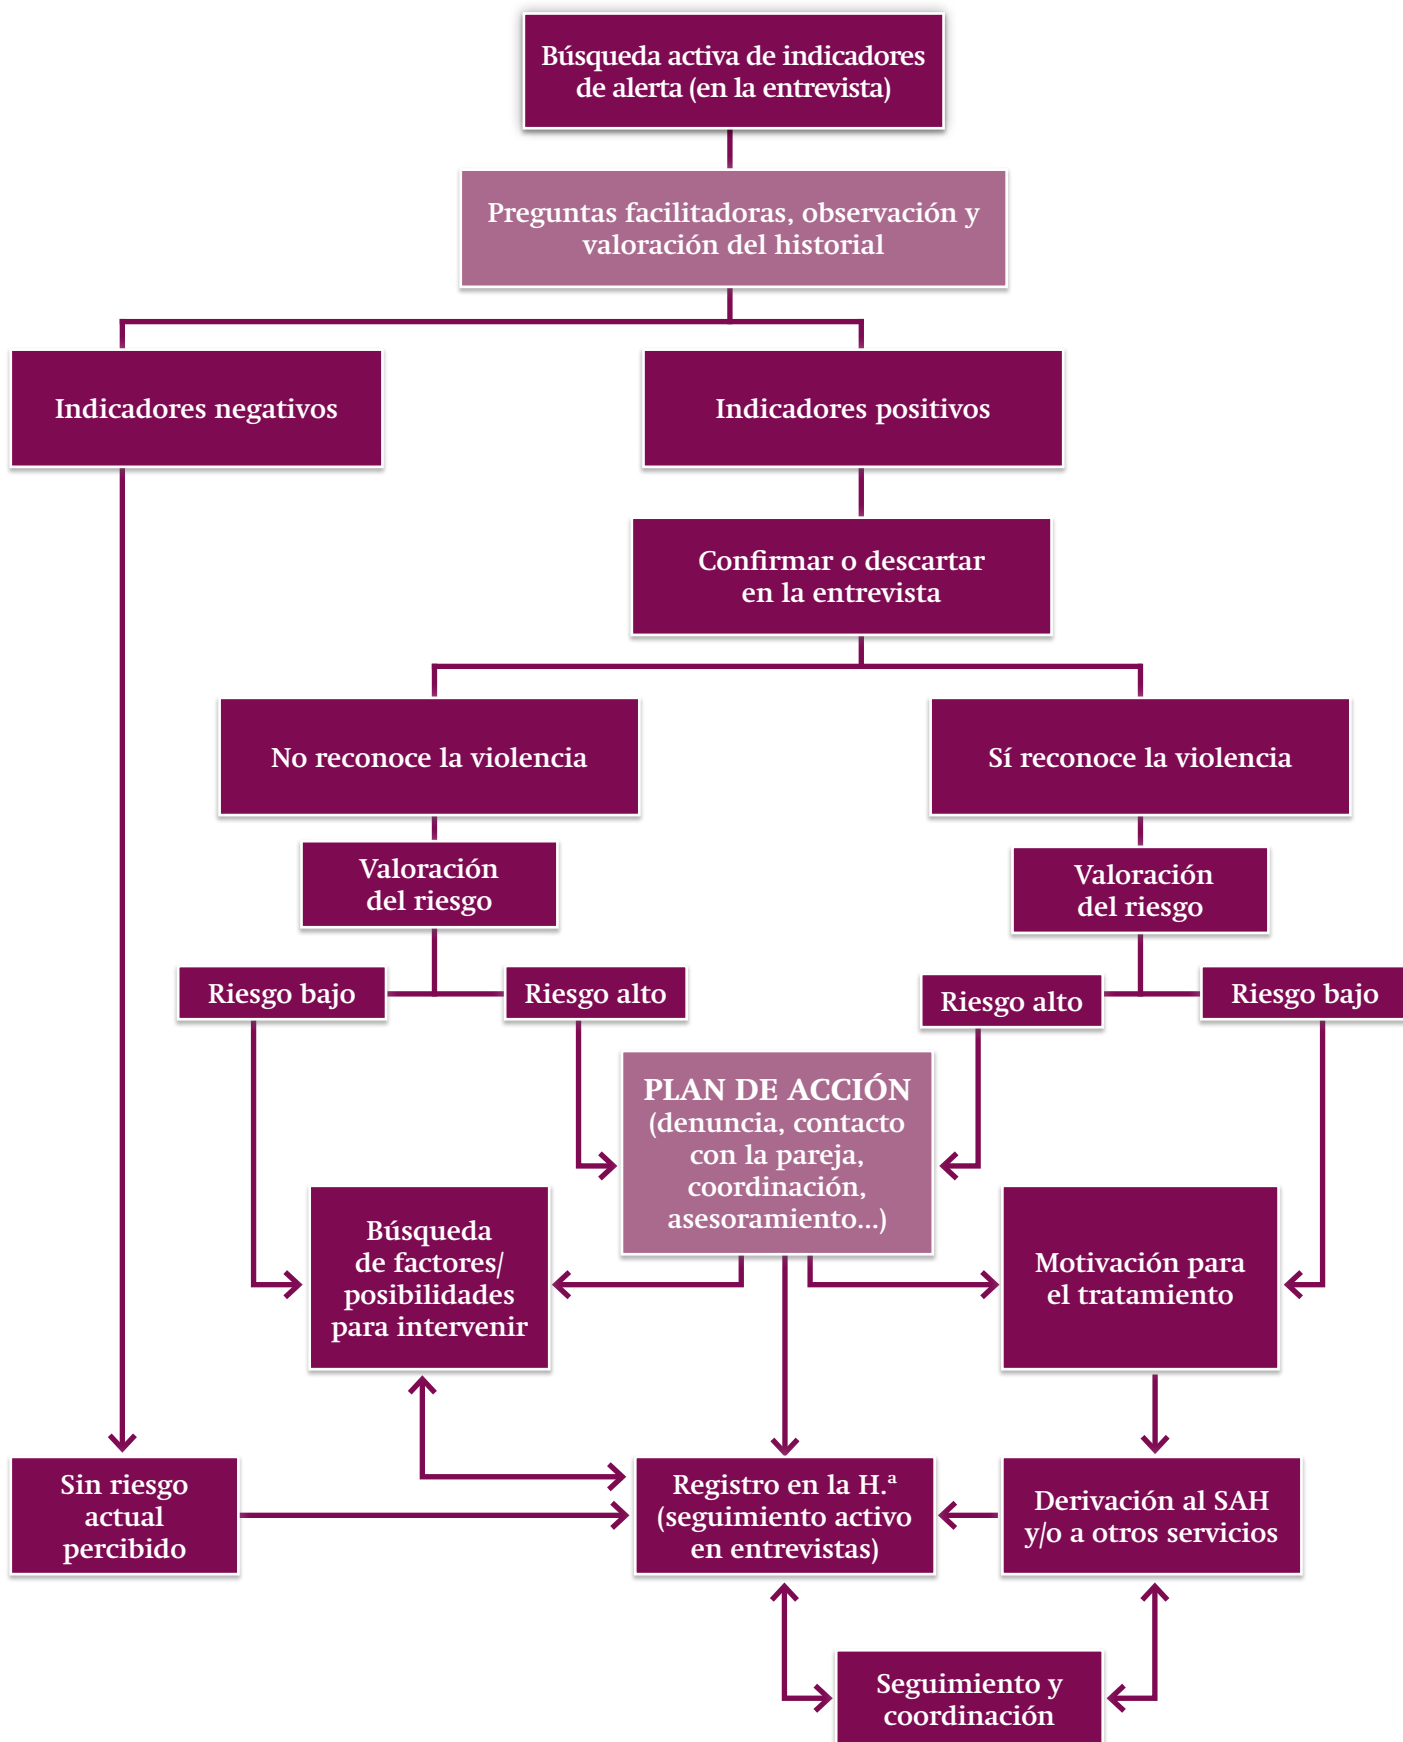 Búsqueda activa de indicadores
de alerta (en la entrevista)
Preguntas facilitadoras, observación y
valoración del historial
Indicadores negativos
Indicadores positivos
Confirmar o descartar
en la entrevista
No reconoce la violencia
Sí reconoce la violencia
Valoración
del riesgo
Valoración
del riesgo
Riesgo bajo
Riesgo alto
Riesgo alto
Riesgo bajo
PLAN DE ACCIÓN
(denuncia, contacto
con la pareja,
coordinación,
asesoramiento...)
Búsqueda
de factores/
posibilidades
para intervenir
Motivación para
el tratamiento
Sin riesgo
actual
percibido
Registro en la H.ª
(seguimiento activo
en entrevistas)
Derivación al SAH
y/o a otros servicios
Seguimiento y
coordinación